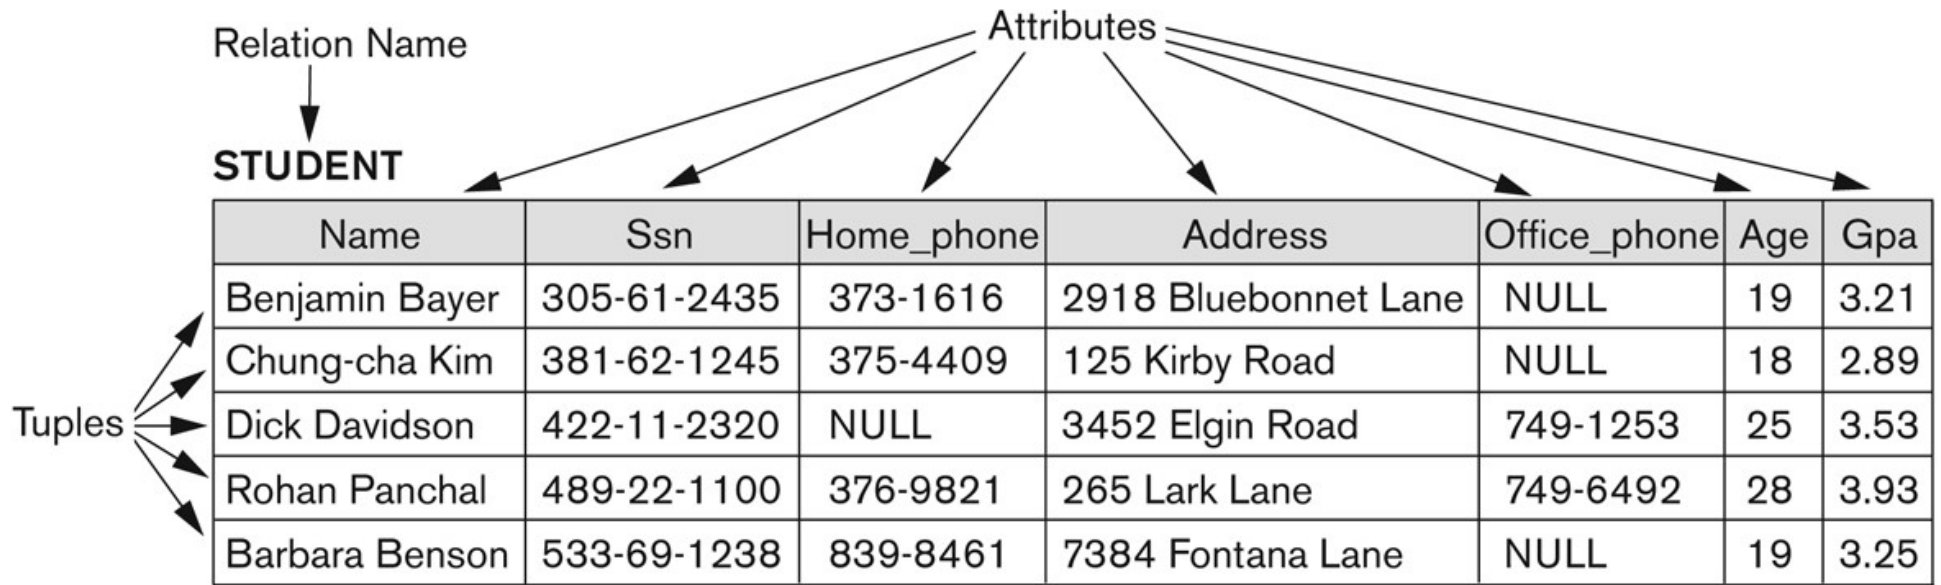 Attributes
Relation Name
STUDENT
Name Ssn Home_phone Address Office_phone Age Gpa
Benjamin Bayer 305-61-2435 373-1616 2918 Bluebonnet Lane NULL 19 3.21
Chung-cha Kim 381-62-1245 375-4409 125 Kirby Road NULL 18 2.89
Tuples Dick Davidson 422-11-2320 NULL 3452 Elgin Road 749-1253 25 3.53
Rohan Panchal 489-22-1100 376-9821 265 Lark Lane 749-6492 28 3.93
Barbara Benson 533-69-1238 839-8461 7384 Fontana Lane NULL 19 3.25